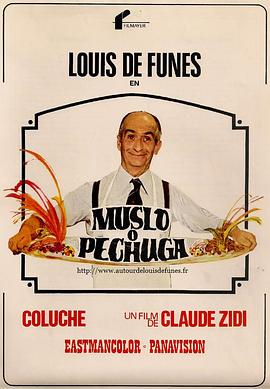 FILMAYER
LOUIS DE FUNES
EN
MUSLO
O
PECHUGA
http://www.autourdelouisdefunes.fr
COLUCHE
UN FILM DE CLAUDE ZIDI
EASTMANCOLOR - PANAVISION